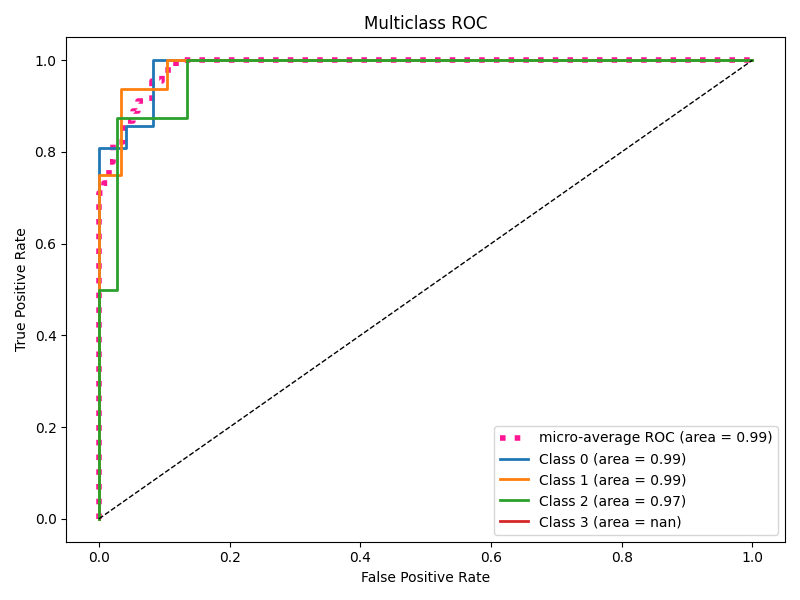 Multiclass ROC
1.0
0.8
0.6
0.4
0.2
0.0
True Positive Rate
0.0 0.2 0.4 0.6 0.8 1.0
False Positive Rate
micro-average ROC (area = 0.99)
Class 0 (area = 0.99)
Class 1 (area = 0.99)
Class 2 (area = 0.97)
Class 3 (area = nan)